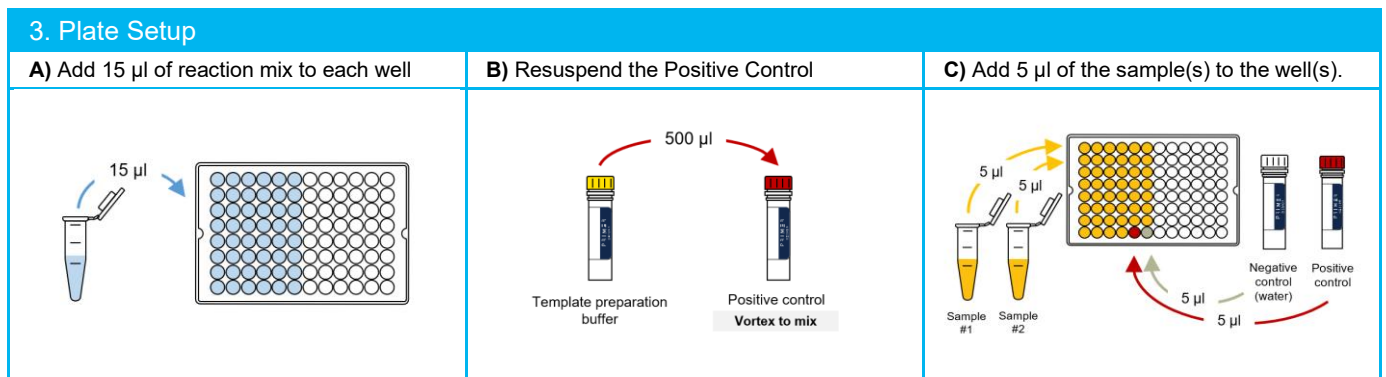 3. Plate Setup
A) Add 15 µl of reaction mix to each well
B) Resuspend the Positive Control
C) Add 5 µl of the sample(s) to the well(s).
15 µl
500 µl
PRIMER
Template preparation
buffer
PRIMER
Positive control
Vortex to mix
5 µl
5 µl
Sample
#1
Sample
#2
Negative
control
(water)
Positive
control
5 µl
5 µl